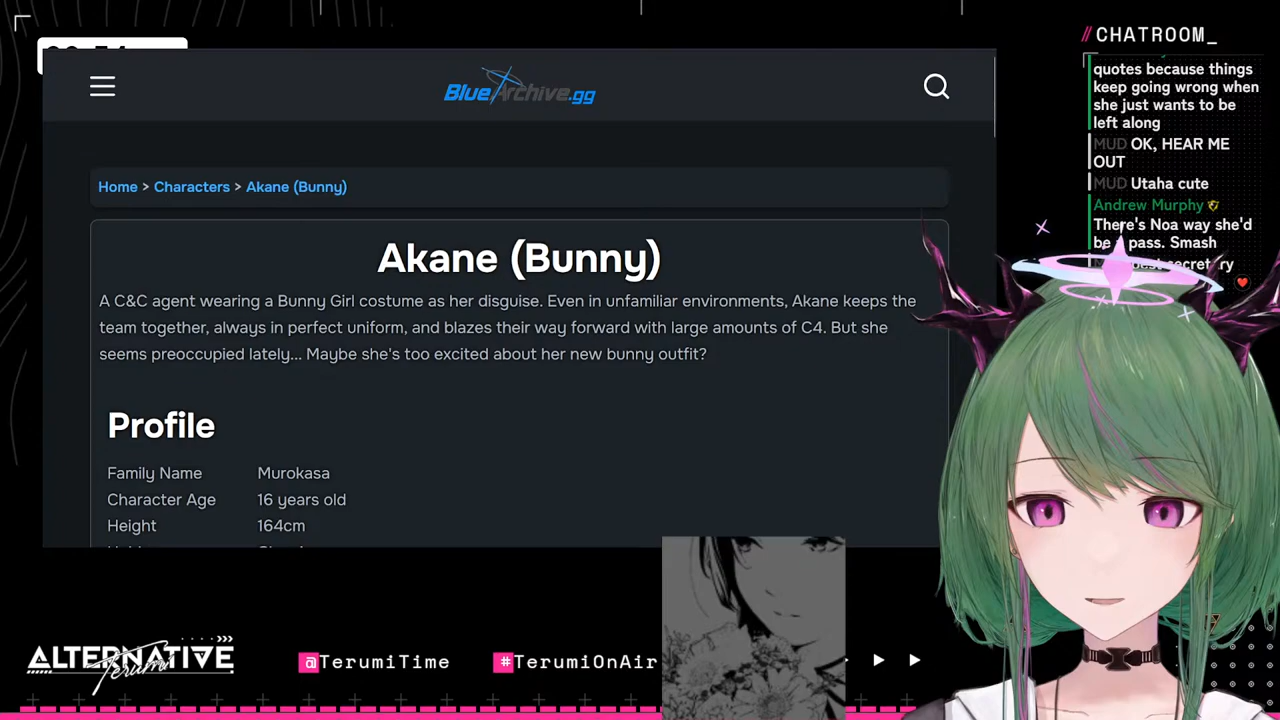 //CHATROOM_
quotes because things
keep going wrong when
she just wants to be
left along
MUD OK, HEAR ME
OUT
MUD Utaha cute
Andrew Murphy
There's Noa way she'd
be a pass. Smash
BlueArchive.gg
Home > Characters > Akane (Bunny)
Akane (Bunny)
A C&C agent wearing a Bunny Girl costume as her disguise. Even in unfamiliar environments, Akane keeps the
team together, always in perfect uniform, and blazes their way forward with large amounts of C4. But she
seems preoccupied lately... Maybe she's too excited about her new bunny outfit?
Profile
Family Name Murokasa
Character Age 16 years old
Height 164cm
ALTERNATIVE
Terumi
@TerumiTime #TerumiOnAir